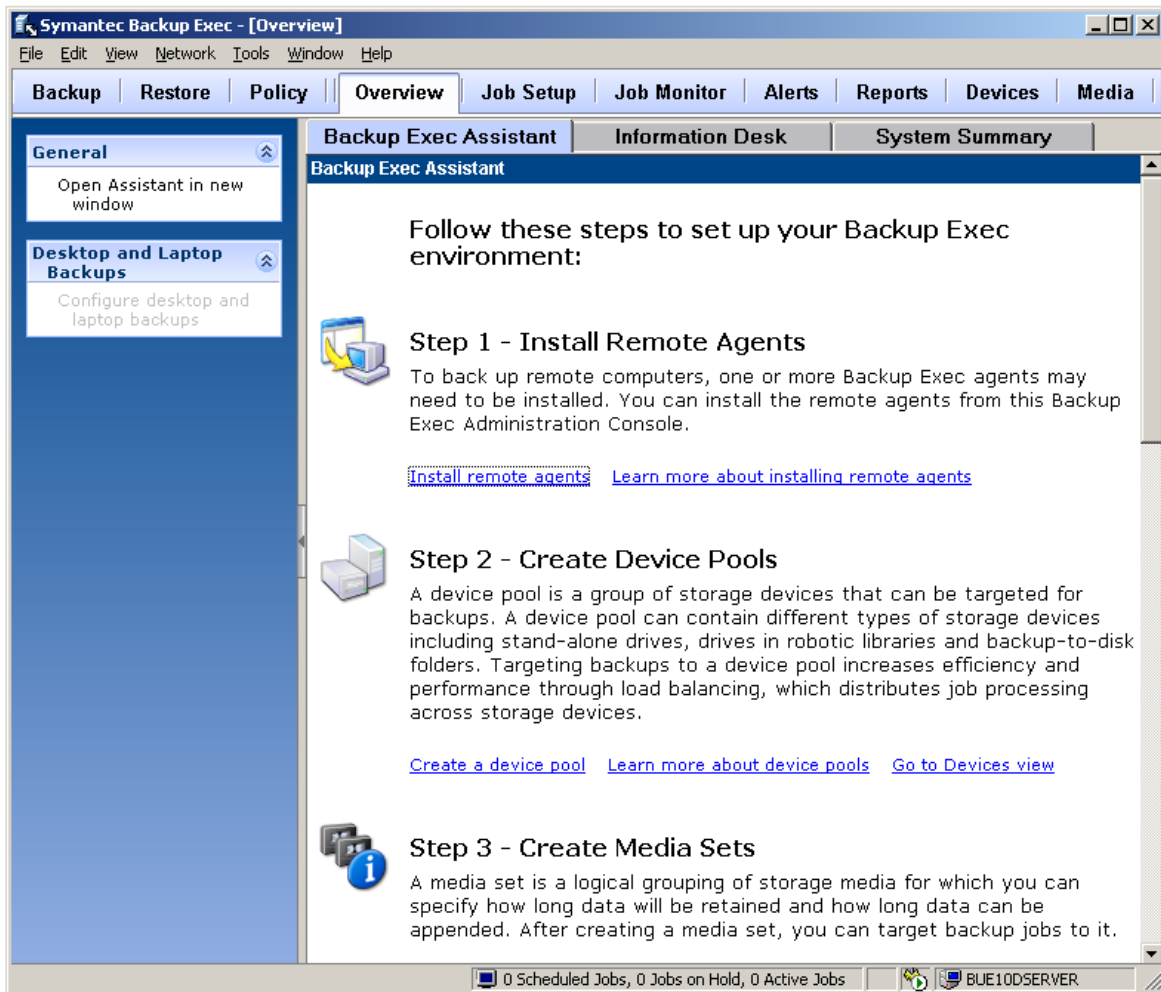 Symantec Backup Exec - [Overview]
File Edit View Network Tools Window Help
Backup Restore Policy Overview Job Setup Job Monitor Alerts Reports Devices Media
General
Open Assistant in new
window
Desktop and Laptop
Backups
Configure desktop and
laptop backups
Backup Exec Assistant Information Desk System Summary
Backup Exec Assistant
Follow these steps to set up your Backup Exec
environment:
Step 1 - Install Remote Agents
To back up remote computers, one or more Backup Exec agents may
need to be installed. You can install the remote agents from this Backup
Exec Administration Console.
Install remote agents Learn more about installing remote agents
Step 2 - Create Device Pools
A device pool is a group of storage devices that can be targeted for
backups. A device pool can contain different types of storage devices
including stand-alone drives, drives in robotic libraries and backup-to-disk
folders. Targeting backups to a device pool increases efficiency and
performance through load balancing, which distributes job processing
across storage devices.
Create a device pool Learn more about device pools Go to Devices view
Step 3 - Create Media Sets
A media set is a logical grouping of storage media for which you can
specify how long data will be retained and how long data can be
appended. After creating a media set, you can target backup jobs to it.
0 Scheduled Jobs, 0 Jobs on Hold, 0 Active Jobs BUE10DSERVER